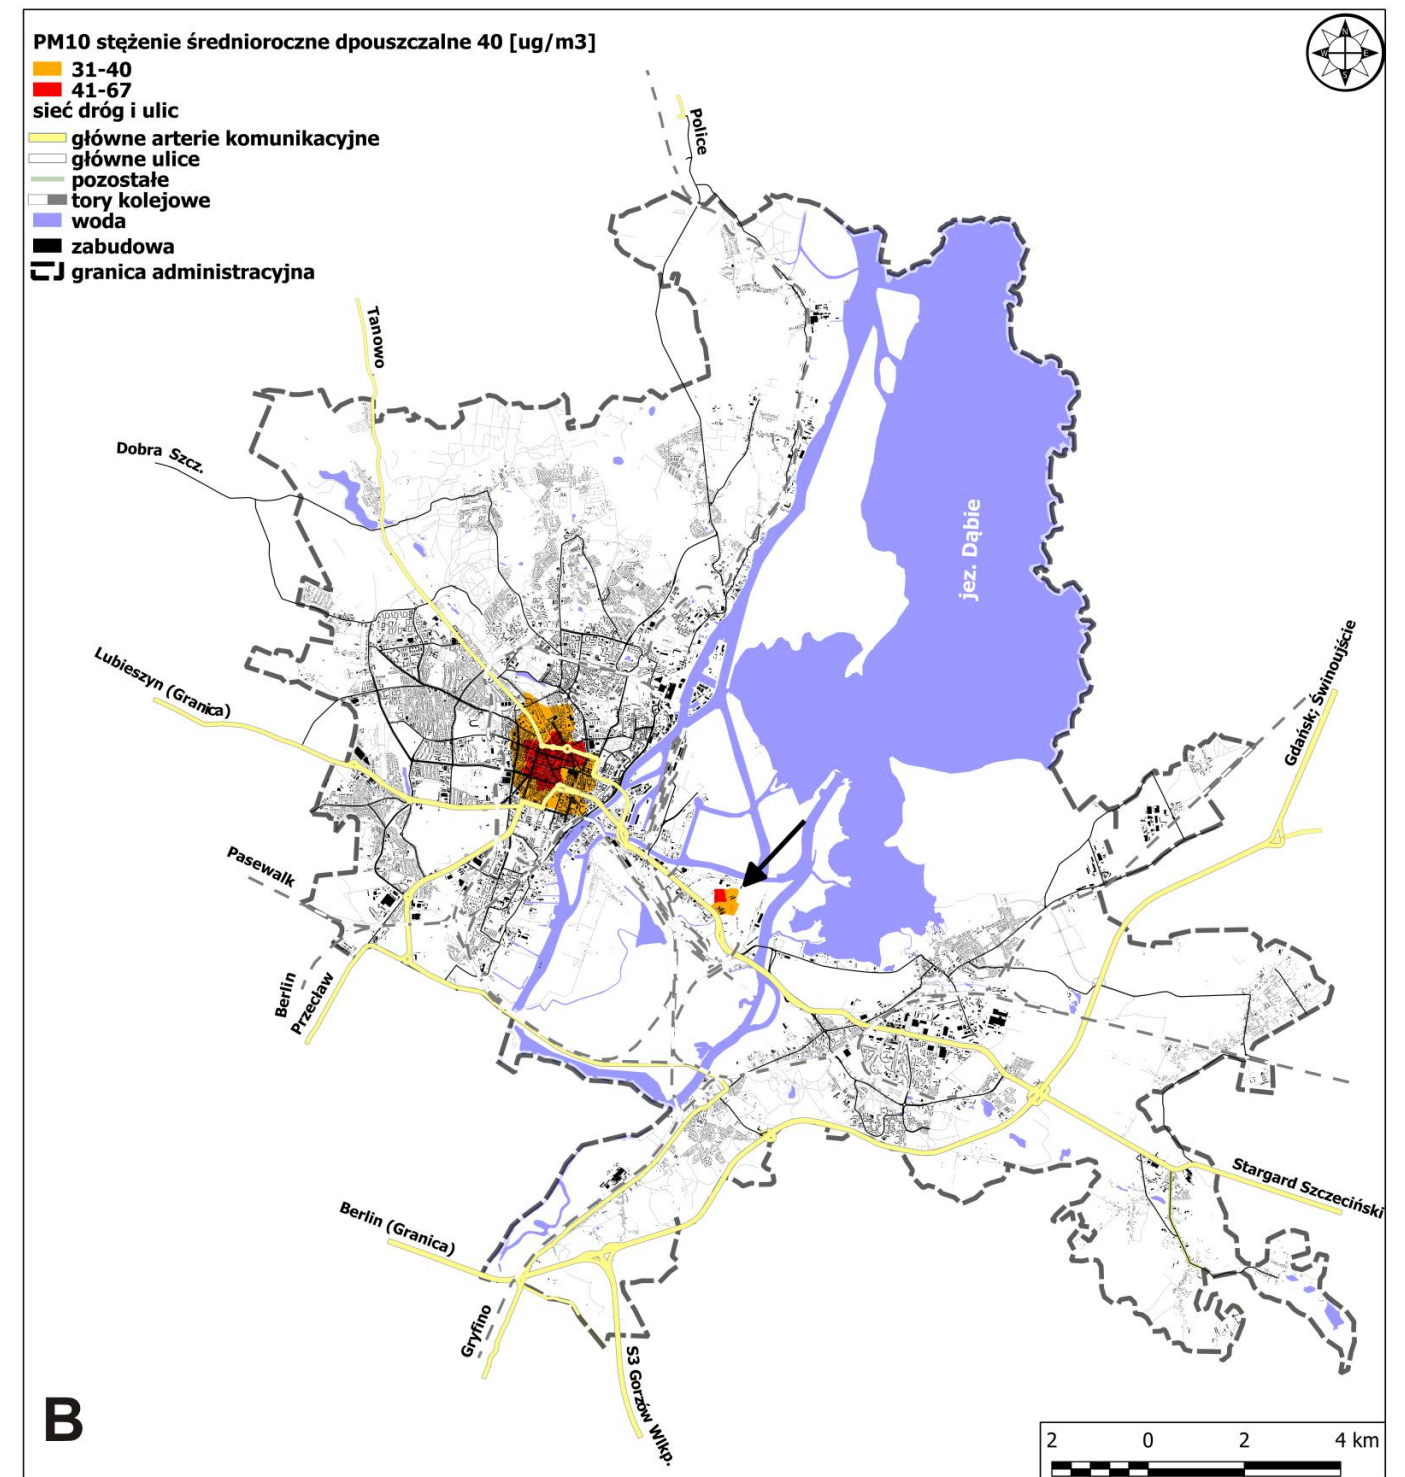 PM10 stężenie średnioroczne dpouszczalne 40 [ug/m3]
31-40
41-67
sieć dróg i ulic
główne arterie komunikacyjne
główne ulice
pozostałe
tory kolejowe
woda
zabudowa
granica administracyjna
N
W E
S
Police
Tanowo
Dobra Szcz.
jez. Dąbie
Lubieszyn (Granica)
Gdańsk; Świnoujście
Pasewalk
Berlin
Przecław
Stargard Szczeciński
Berlin (Granica)
Gryfino
S3 Gorzów Wlkp.
B
2 0 2 4 km